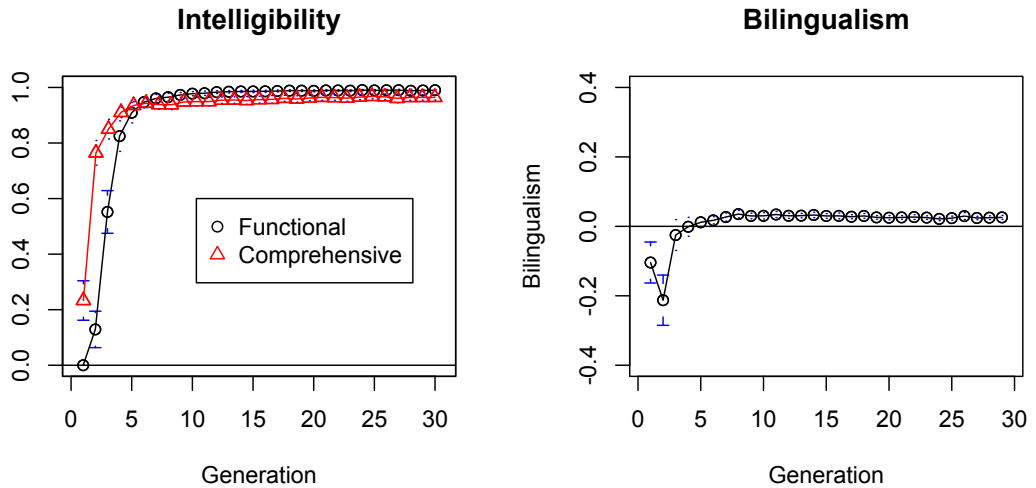 Intelligibility
1.0
0.8
0.6
0.4
0.2
0.0
Functional
Comprehensive
0 5 10 15 20 25 30
Generation
Bilingualism
Bilingualism
0.4
0.2
0.0
-0.2
-0.4
0 5 10 15 20 25 30
Generation